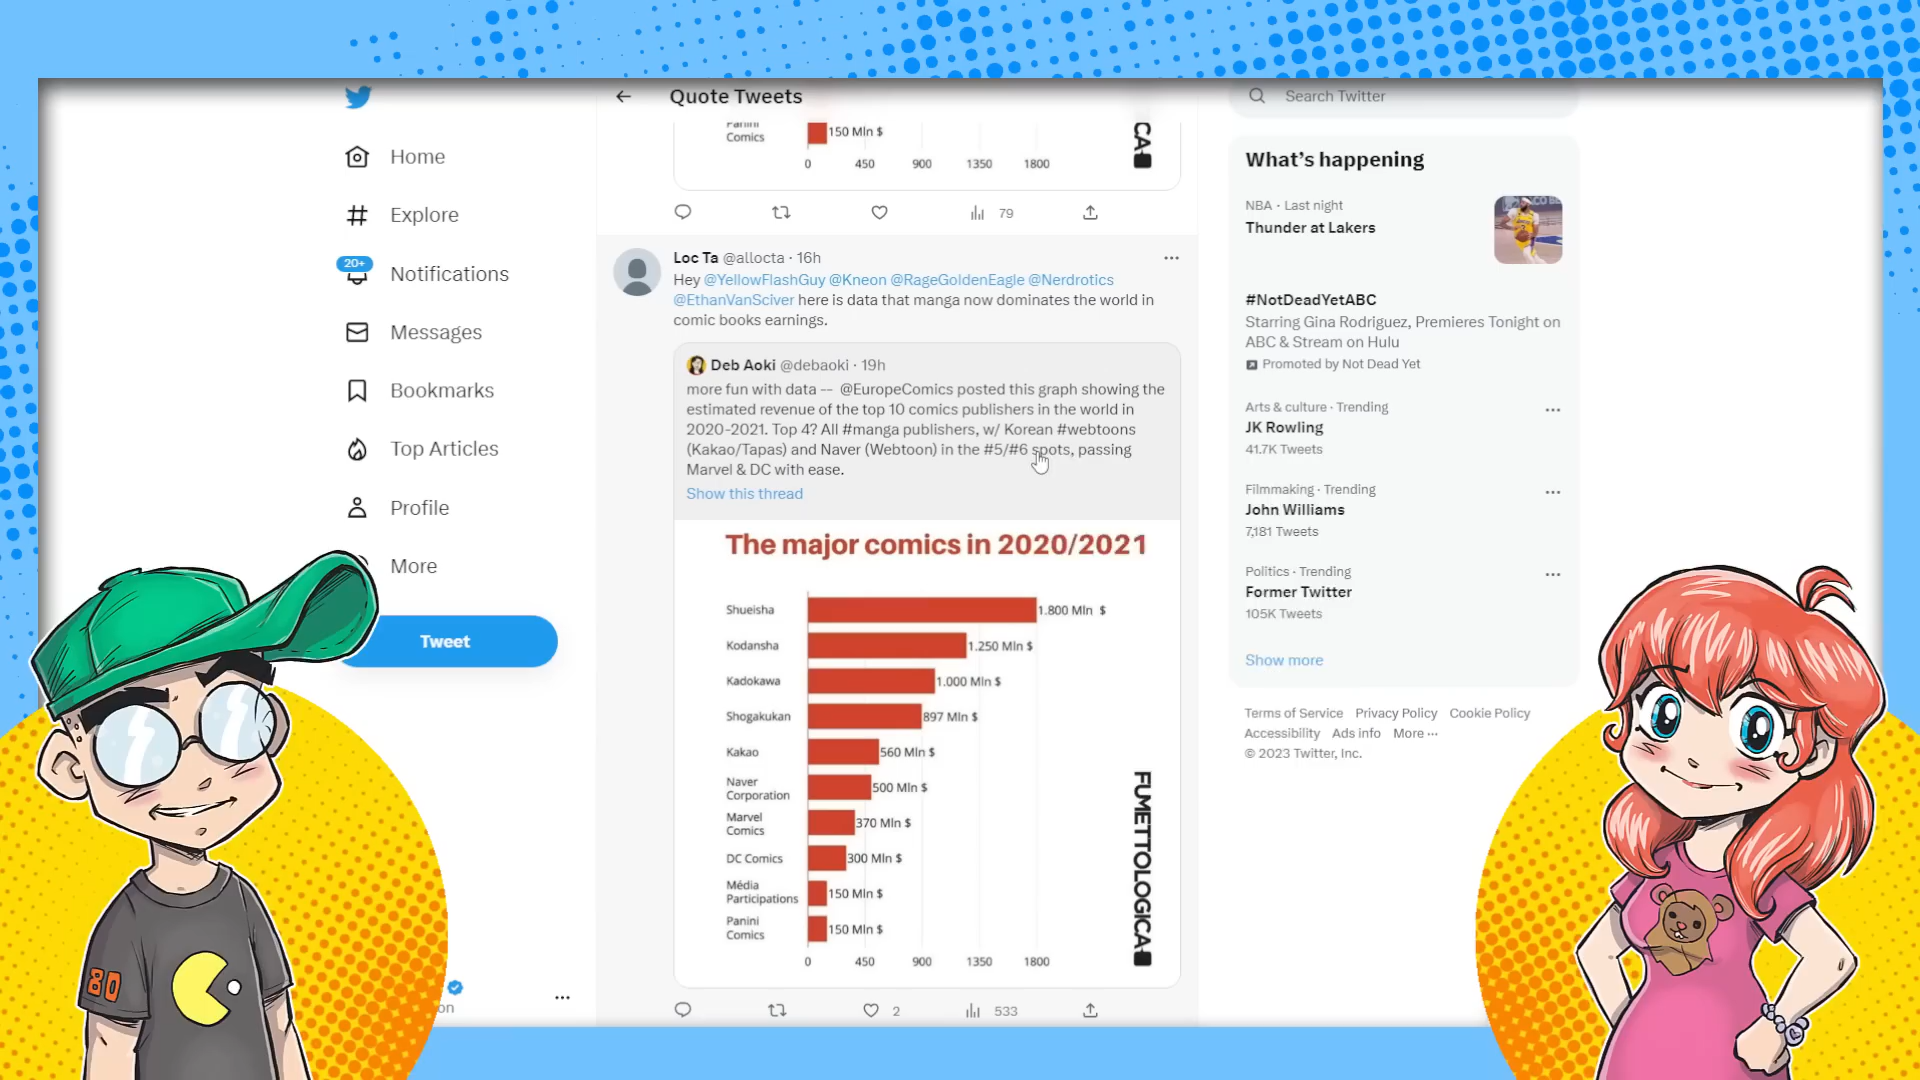 Home
Explore
20+
Notifications
Messages
Bookmarks
Top Articles
Profile
More
Tweet
on
80
Quote Tweets
Panini
Comics
150 Mln $
0 450 900 1350 1800
CA
79
Loc Ta @allocta · 16h
Hey @YellowFlashGuy @Kneon @RageGoldenEagle @Nerdrotics
@EthanVanSciver here is data that manga now dominates the world in
comic books earnings.
Deb Aoki @debaoki · 19h
more fun with data -- @EuropeComics posted this graph showing the
estimated revenue of the top 10 comics publishers in the world in
2020-2021. Top 4? All #manga publishers, w/ Korean #webtoons
(Kakao/Tapas) and Naver (Webtoon) in the #5/#6 spots, passing
Marvel & DC with ease.
Show this thread
The major comics in 2020/2021
Shueisha 1.800 Mln $
Kodansha 1.250 Mln $
Kadokawa 1.000 Mln $
Shogakukan 897 Mln $
Kakao 560 Mln $
Naver
Corporation 500 Mln $
Marvel
Comics 370 Mln $
DC Comics 300 Mln $
Média
Participations 150 Mln $
Panini
Comics 150 Mln $
0 450 900 1350 1800
FUMETTOLOGICA
2 533
Search Twitter
What's happening
NBA · Last night
Thunder at Lakers
#NotDeadYetABC
Starring Gina Rodriguez, Premieres Tonight on
ABC & Stream on Hulu
Promoted by Not Dead Yet
Arts & culture · Trending
JK Rowling
41.7K Tweets
Filmmaking · Trending
John Williams
7,181 Tweets
Politics · Trending
Former Twitter
105K Tweets
Show more
Terms of Service Privacy Policy Cookie Policy
Accessibility Ads info More ···
© 2023 Twitter, Inc.